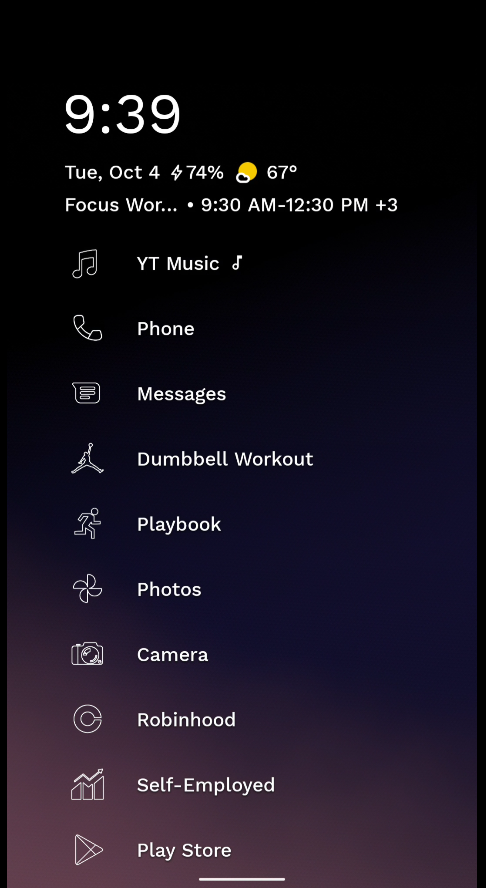 9:39
Tue, Oct 4 74% 67°
Focus Wor... • 9:30 AM-12:30 PM +3
YT Music
Phone
Messages
Dumbbell Workout
Playbook
Photos
Camera
Robinhood
Self-Employed
Play Store